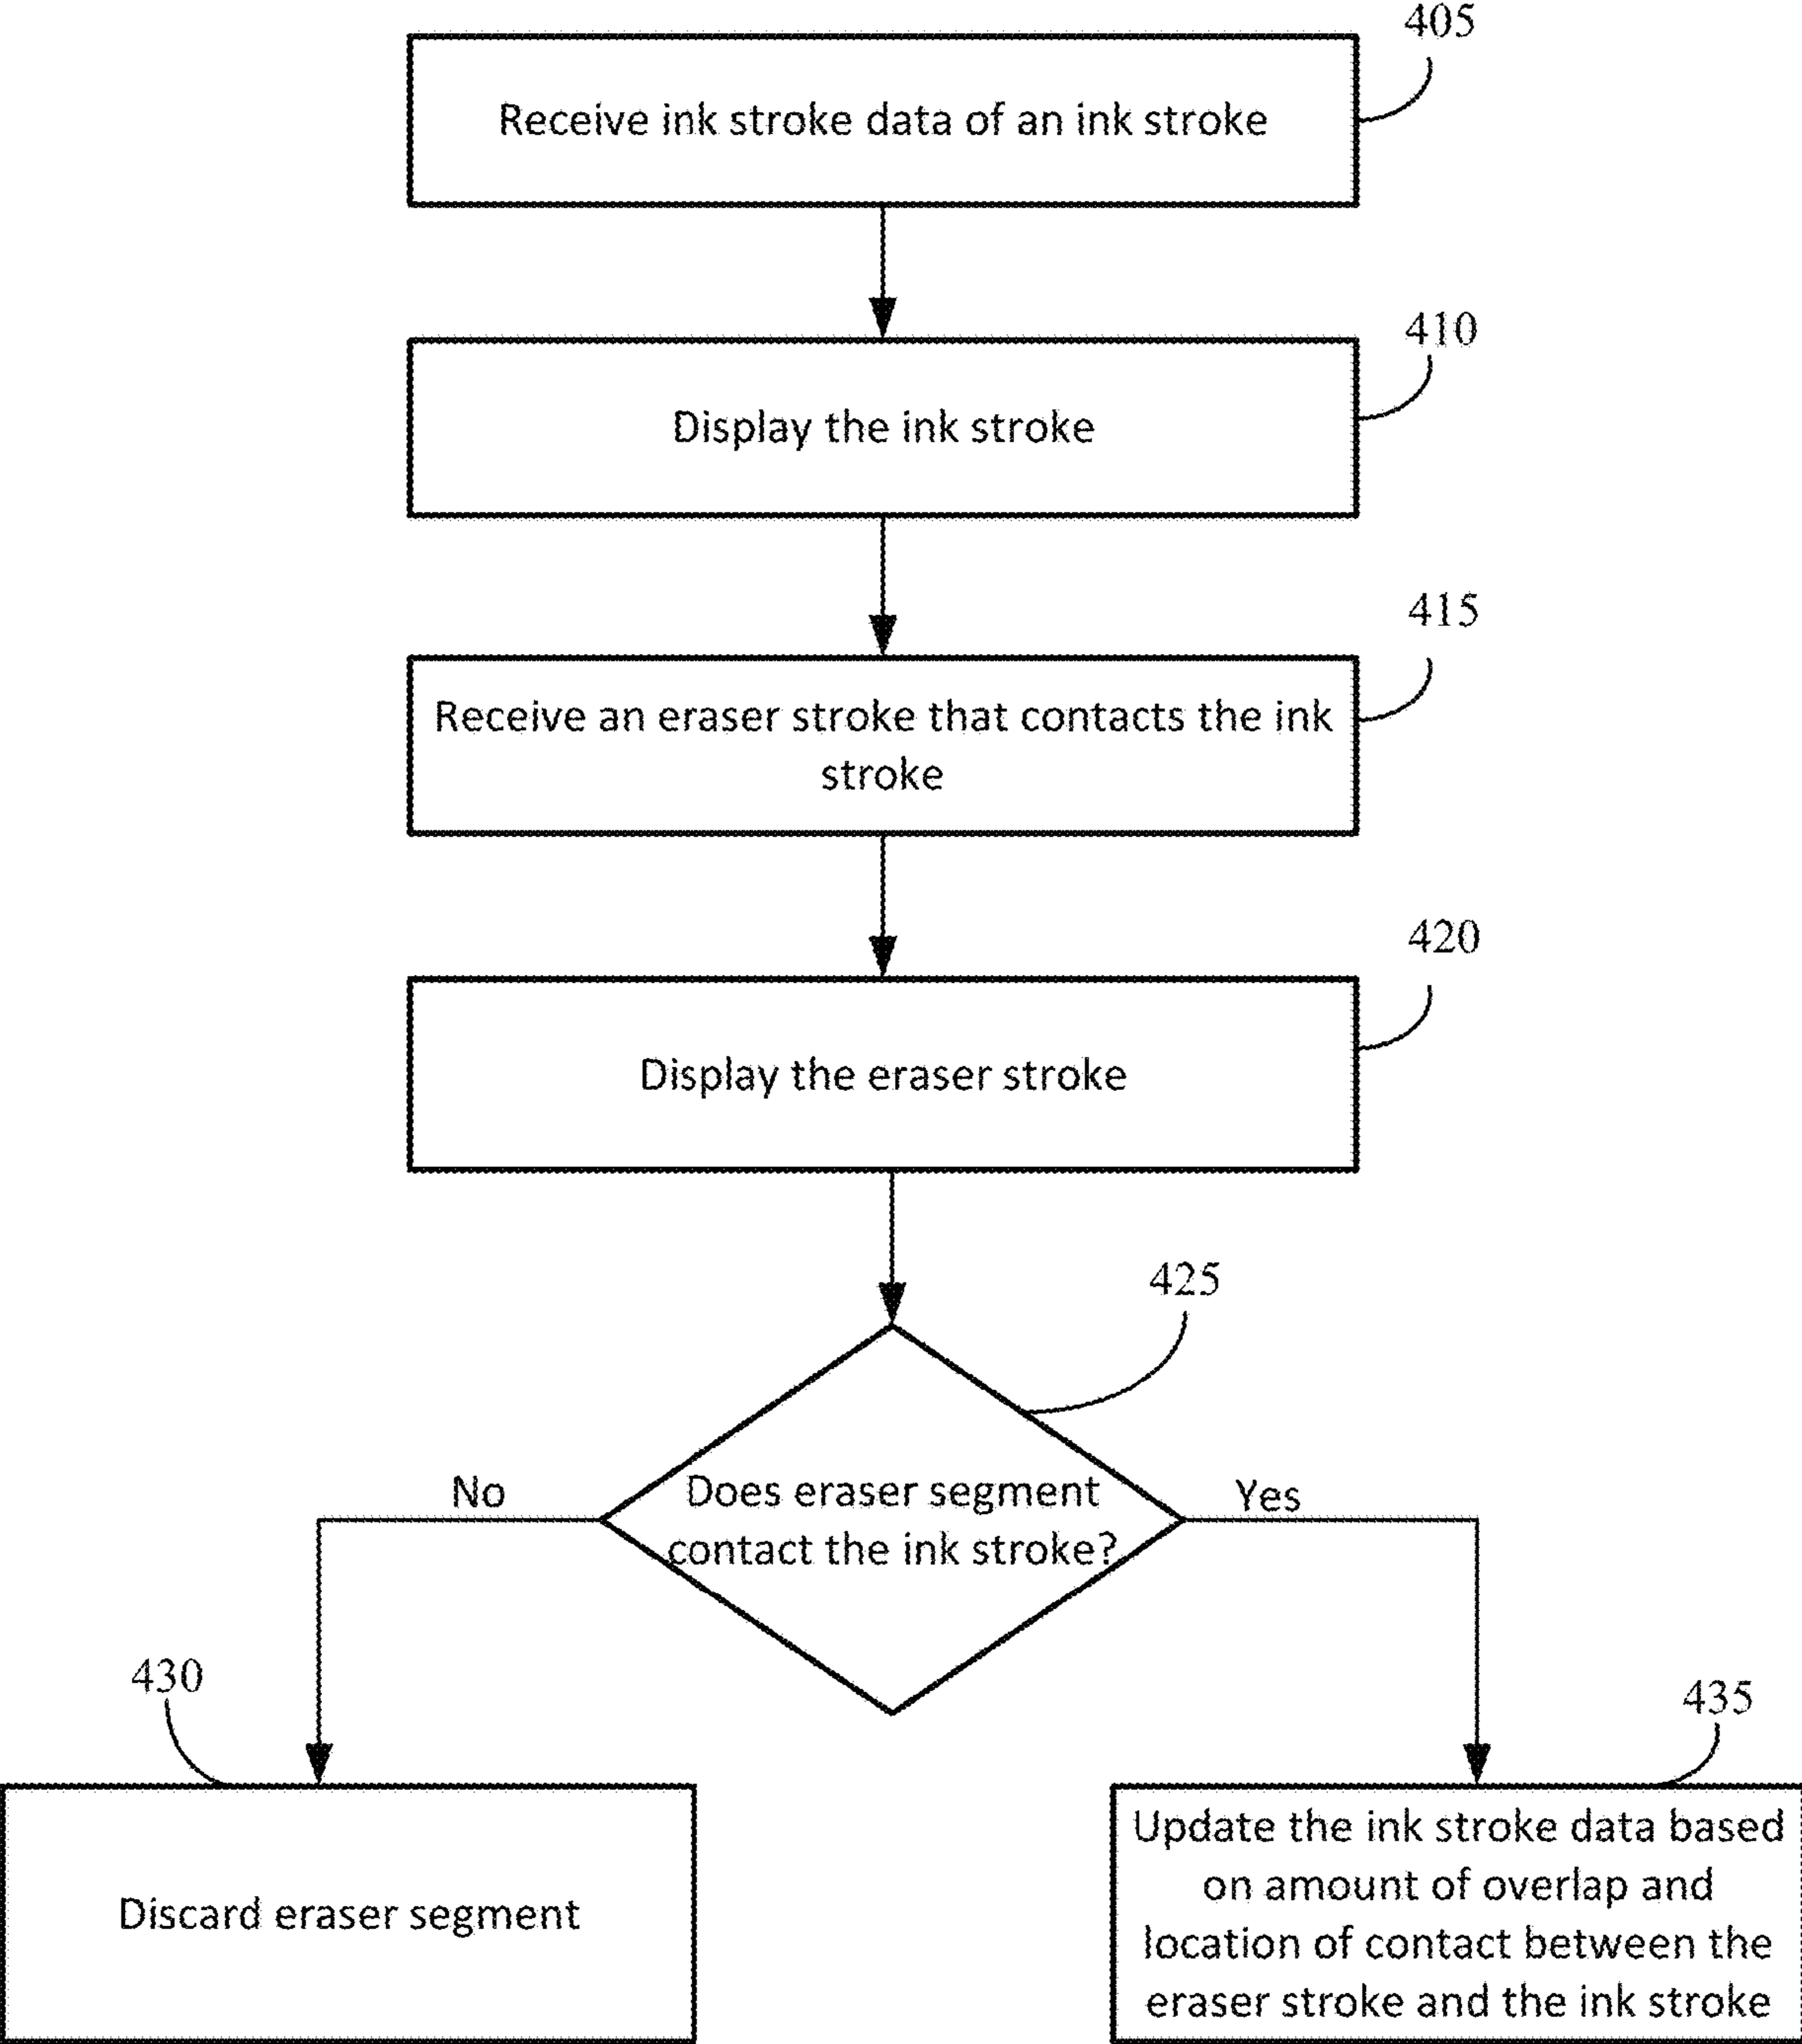 405
Receive ink stroke data of an ink stroke
410
Display the ink stroke
415
Receive an eraser stroke that contacts the ink
stroke
420
Display the eraser stroke
425
No
Does eraser segment
contact the ink stroke?
Yes
430
Discard eraser segment
435
Update the ink stroke data based
on amount of overlap and
location of contact between the
eraser stroke and the ink stroke